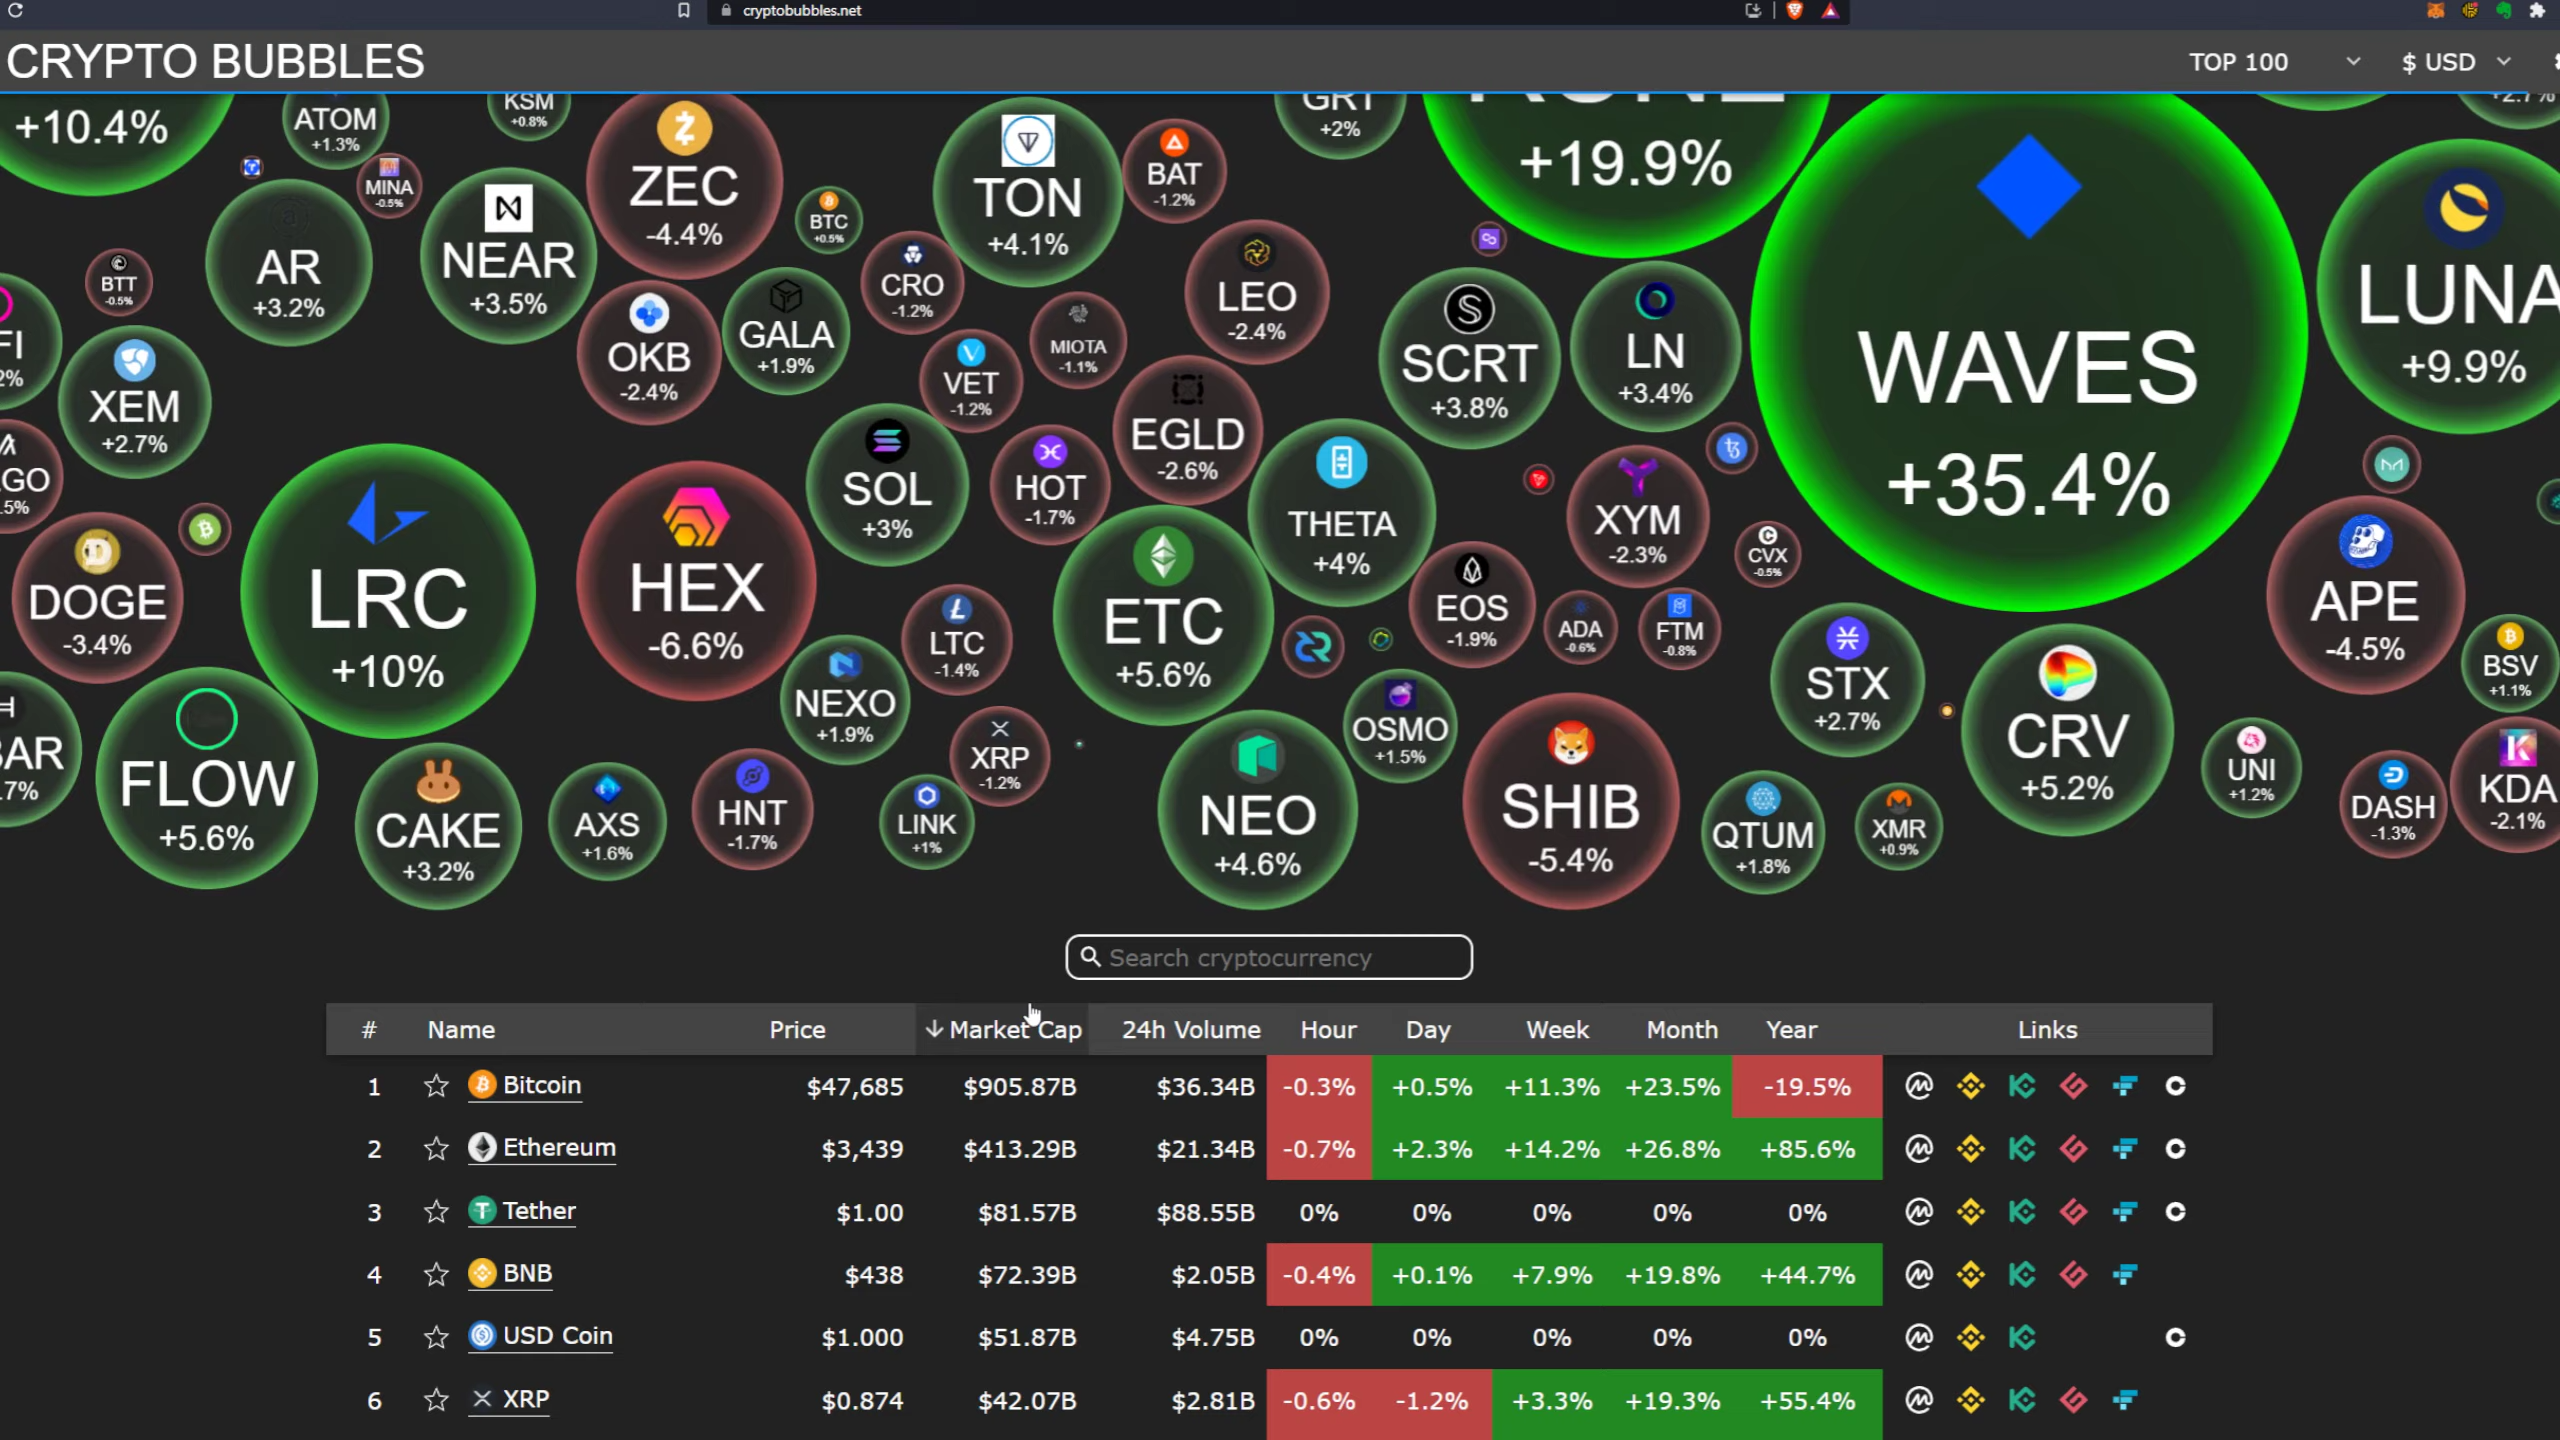 cryptobubbles.net
CRYPTO BUBBLES
TOP 100
$ USD
+10.4%
ATOM
+1.3%
KSM
+0.8%
GRT
+2%
+19.9%
MINA
-0.5%
ZEC
-4.4%
TON
+4.1%
BAT
-1.2%
BTC
+0.5%
AR
+3.2%
NEAR
+3.5%
BTT
-0.5%
CRO
-1.2%
LEO
-2.4%
LUNA
+9.9%
WAVES
+35.4%
OKB
-2.4%
GALA
+1.9%
VET
-1.2%
MIOTA
-1.1%
SCRT
+3.8%
LN
+3.4%
XEM
+2.7%
EGLD
-2.6%
SOL
+3%
HOT
-1.7%
THETA
+4%
XYM
-2.3%
CVX
-0.5%
DOGE
-3.4%
LRC
+10%
HEX
-6.6%
LTC
-1.4%
ETC
+5.6%
EOS
-1.9%
ADA
-0.6%
FTM
-0.8%
APE
-4.5%
BSV
+1.1%
STX
+2.7%
CRV
+5.2%
NEXO
+1.9%
XRP
-1.2%
OSMO
+1.5%
UNI
+1.2%
FLOW
+5.6%
CAKE
+3.2%
AXS
+1.6%
HNT
-1.7%
LINK
+1%
NEO
+4.6%
SHIB
-5.4%
QTUM
+1.8%
XMR
+0.9%
DASH
-1.3%
KDA
-2.1%
Search cryptocurrency
# Name Price Market Cap 24h Volume Hour Day Week Month Year Links
1 Bitcoin $47,685 $905.87B $36.34B -0.3% +0.5% +11.3% +23.5% -19.5%
2 Ethereum $3,439 $413.29B $21.34B -0.7% +2.3% +14.2% +26.8% +85.6%
3 Tether $1.00 $81.57B $88.55B 0% 0% 0% 0% 0%
4 BNB $438 $72.39B $2.05B -0.4% +0.1% +7.9% +19.8% +44.7%
5 USD Coin $1.000 $51.87B $4.75B 0% 0% 0% 0% 0%
6 XRP $0.874 $42.07B $2.81B -0.6% -1.2% +3.3% +19.3% +55.4%